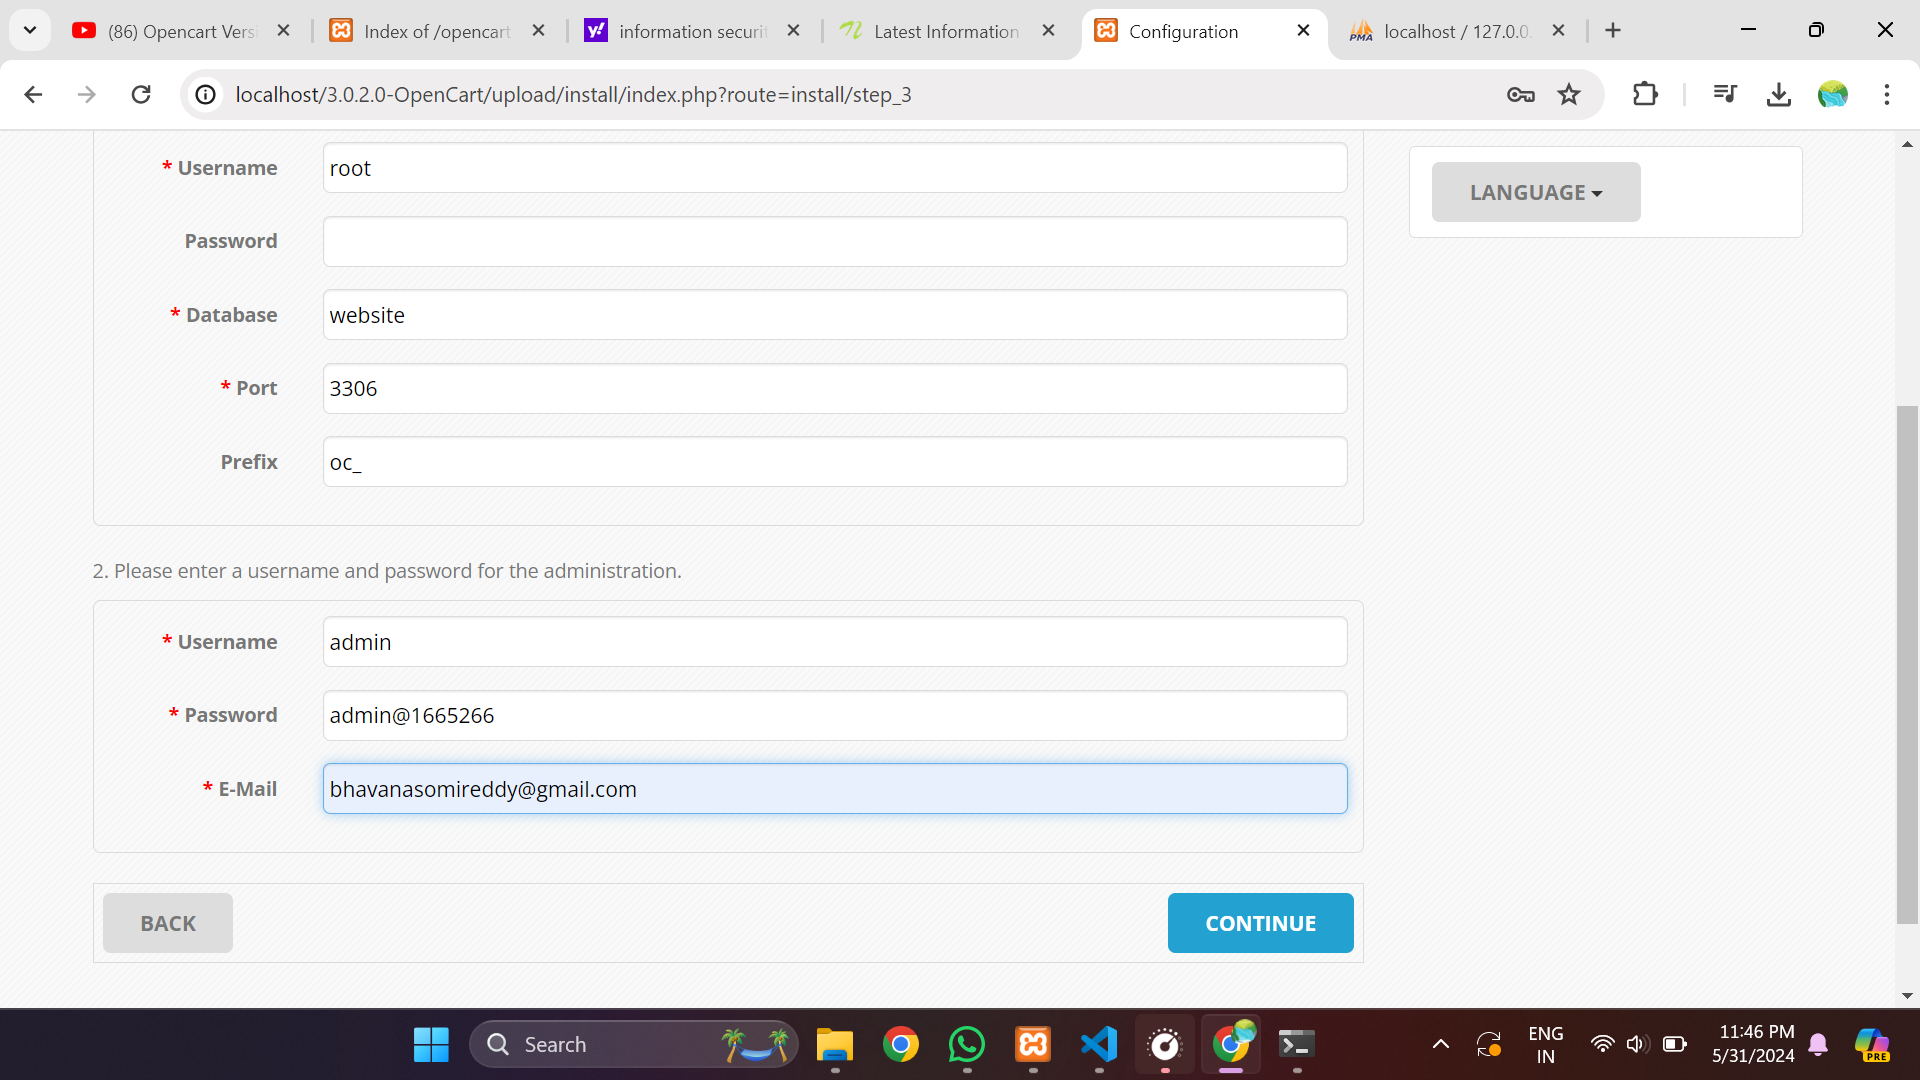 (86) Opencart Vers
Index of /opencart
information securit
Latest Information
Configuration
localhost / 127.0.0.
localhost/3.0.2.0-OpenCart/upload/install/index.php?route=install/step_3
* Username
root
LANGUAGE
Password
* Database
website
* Port
3306
Prefix
oc_
2. Please enter a username and password for the administration.
* Username
admin
* Password
admin@1665266
* E-Mail
bhavanasomireddy@gmail.com
BACK
CONTINUE
Search
ENG
IN
11:46 PM
5/31/2024
PRE
PMA